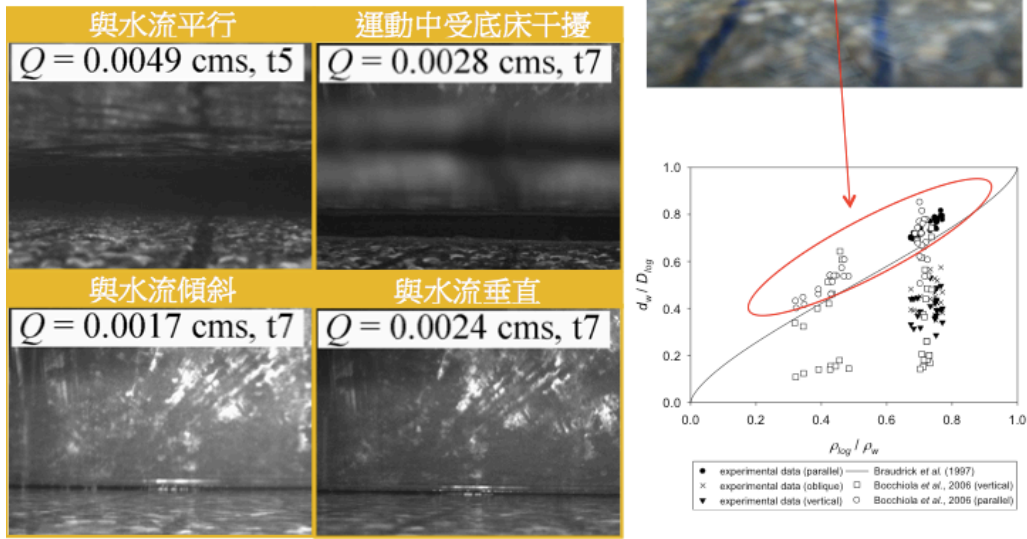 與水流平行
運動中受底床干擾
Q = 0.0049 cms, t5
Q = 0.0028 cms, t7
與水流傾斜
與水流垂直
Q = 0.0017 cms, t7
Q = 0.0024 cms, t7
1.0
0.8
0.6
0.4
0.2
0.0
d_w / D_log
0.0 0.2 0.4 0.6 0.8 1.0
ρ_log / ρ_w
experimental data (parallel)
experimental data (oblique)
experimental data (vertical)
Braudrick et al. (1997)
Bocchiola et al., 2006 (vertical)
Bocchiola et al., 2006 (parallel)